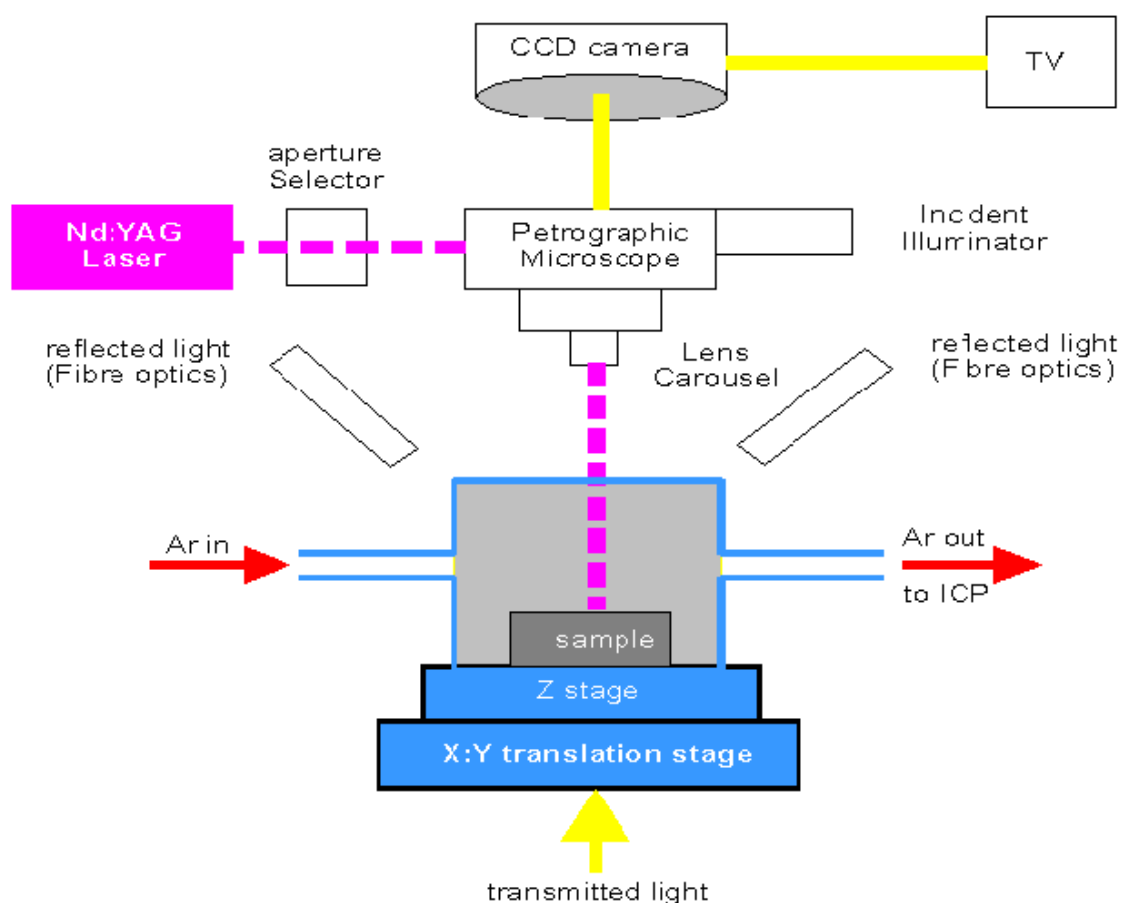 CCD camera
TV
aperture
Selector
Nd:YAG
Laser
Petrographic
Microscope
Incdent
Illuminator
reflected light
(Fibre optics)
Lens
Carousel
reflected light
(Fibre optics)
Ar in
Ar out
to ICP
sample
Z stage
X:Y translation stage
transmitted light